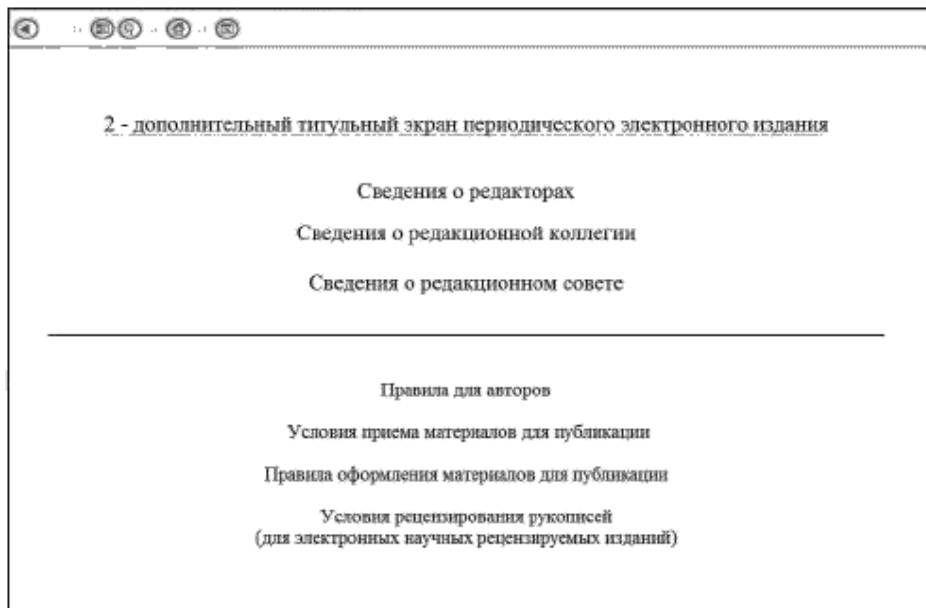 2 - дополнительный титульный экран периодического электронного издания
Сведения о редакторах
Сведения о редакционной коллегии
Сведения о редакционном совете
Правила для авторов
Условия приема материалов для публикации
Правила оформления материалов для публикации
Условия рецензирования рукописей
(для электронных научных рецензируемых изданий)